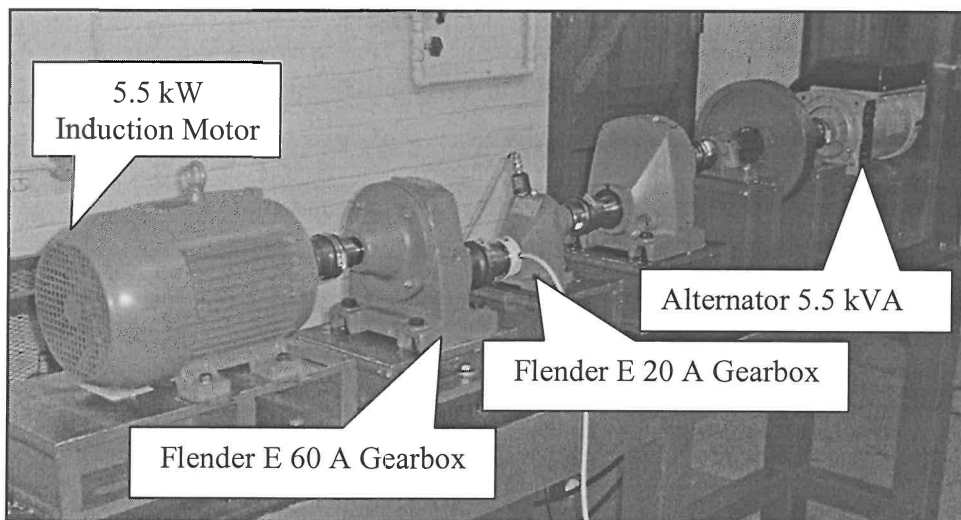 5.5 kW
Induction Motor
Alternator 5.5 kVA
Flender E 20 A Gearbox
Flender E 60 A Gearbox